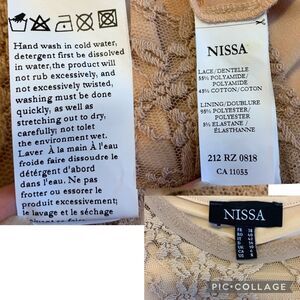 Hand wash in cold water,
detergent first be dissolved
in water, the product will
not rub excessively, and
not excessively twisted,
washing must be done
quickly, as well as
stretching out to dry,
carefully; not tolet
the environment wet.
Laver À la main À l'eau
froide faire dissoudre le
détergent d'abord
dans l'eau. Ne pas
frotter ou essorer le
produit excessivement;
le lavage et le séchage
NISSA
LACE/DENTELLE
55% POLYAMIDE/
POLYAMIDE
45% COTTON/COTON
LINING/DOUBLURE
95% POLYESTER/
POLYESTER
5% ELASTANE/
ÉLASTHANNE
212 RZ 0818
CA 11033
NISSA
PIC•COLLAGE